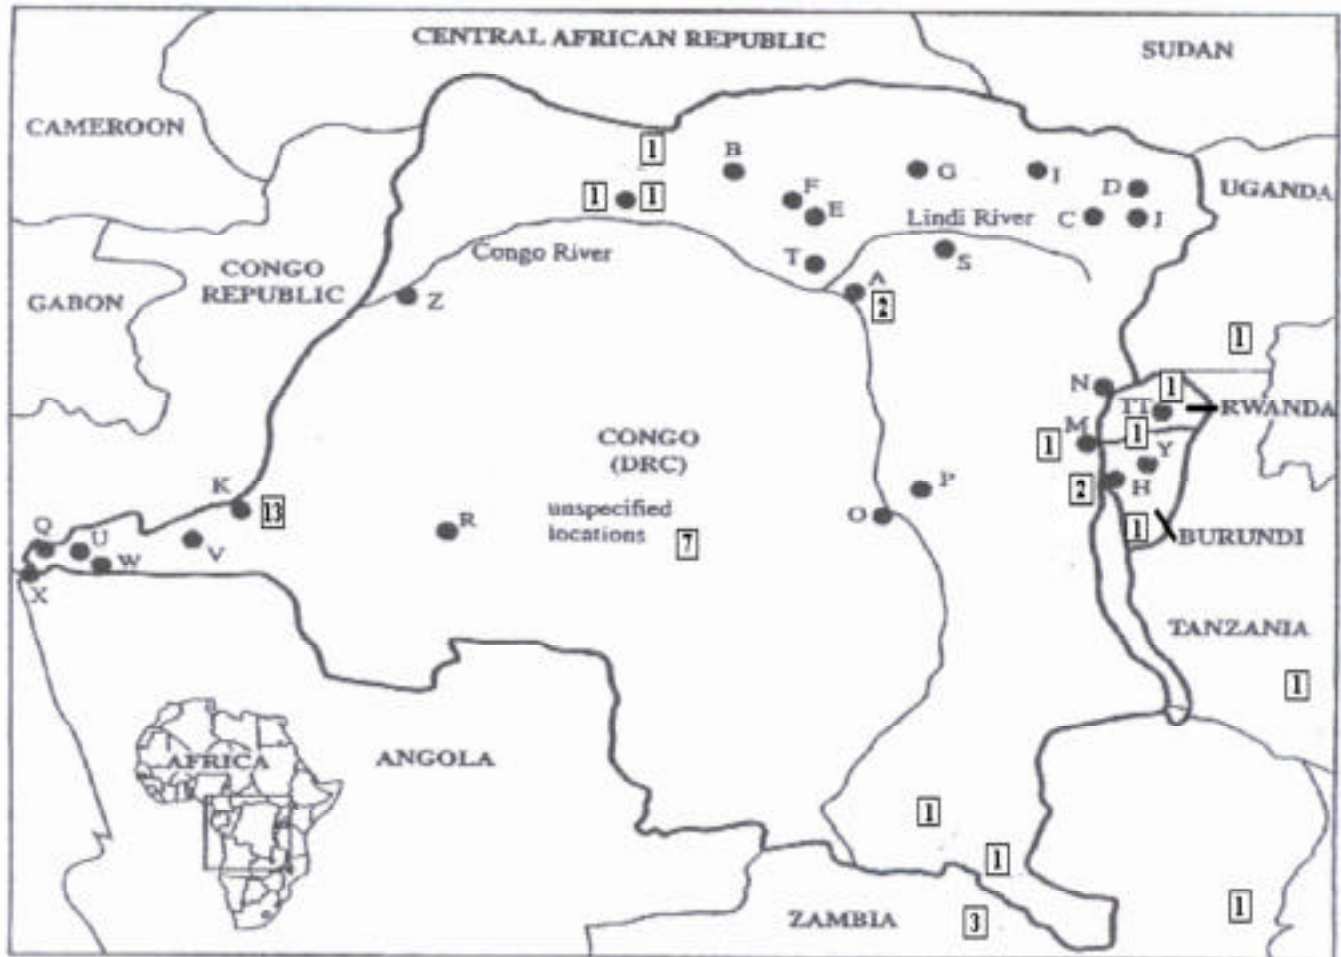 CENTRAL AFRICAN REPUBLIC
SUDAN
CAMEROON
1
B
F
G
I
D
UGANDA
1 1
E
Lindi River
C
J
Congo River
T
S
CONGO
REPUBLIC
GABON
Z
A
2
1
N
1
TT
RWANDA
M
1
1
CONGO
(DRC)
Y
K
13
P
2
H
unspecified
locations
R
O
7
Q
U
V
W
X
1
BURUNDI
TANZANIA
1
AFRICA
ANGOLA
1
1
ZAMBIA
3
1